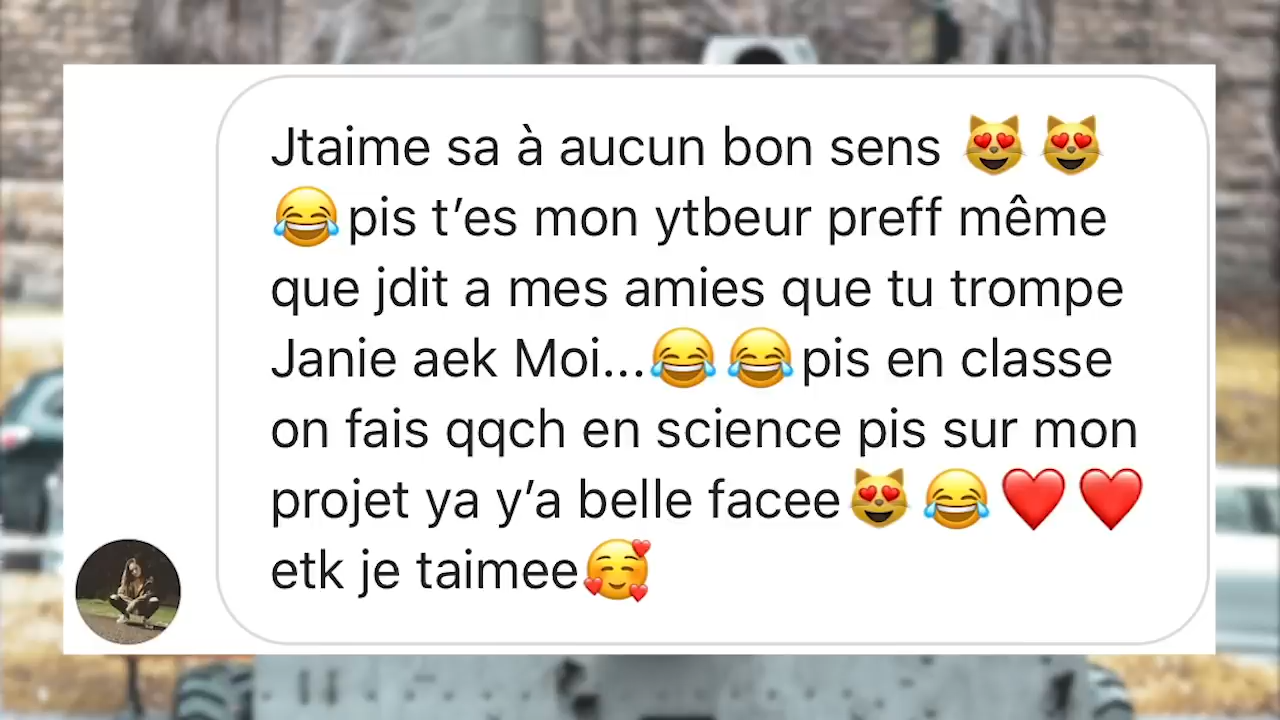 Jtaime sa à aucun bon sens 😻 😻
😂 pis t’es mon ytbeur preff même
que jdit a mes amies que tu trompe
Janie aek Moi...😂 😂 pis en classe
on fais qqch en science pis sur mon
projet ya y’a belle facee😻 😂 ❤️ ❤️
etk je taimee🥰